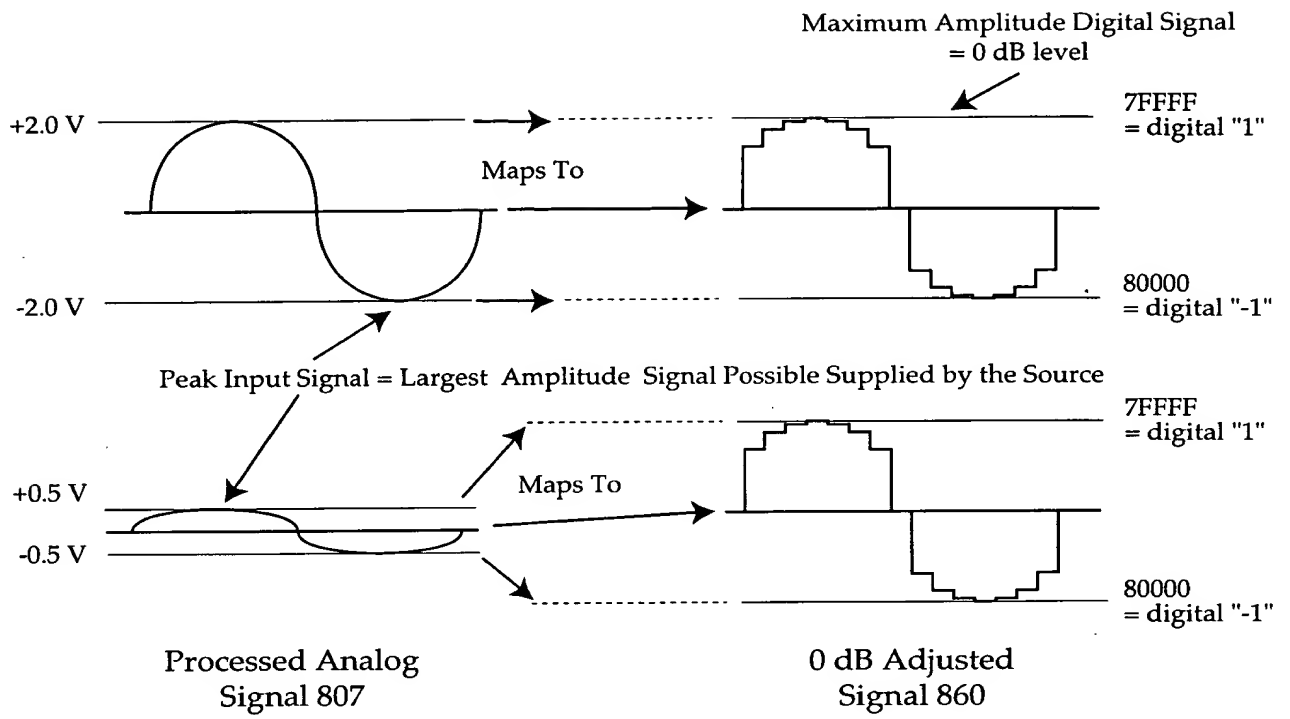 Maximum Amplitude Digital Signal
= 0 dB level
+2.0 V
7FFFF
= digital "1"
Maps To
-2.0 V
80000
= digital "-1"
Peak Input Signal = Largest Amplitude Signal Possible Supplied by the Source
7FFFF
= digital "1"
+0.5 V
Maps To
-0.5 V
80000
= digital "-1"
Processed Analog
Signal 807
0 dB Adjusted
Signal 860